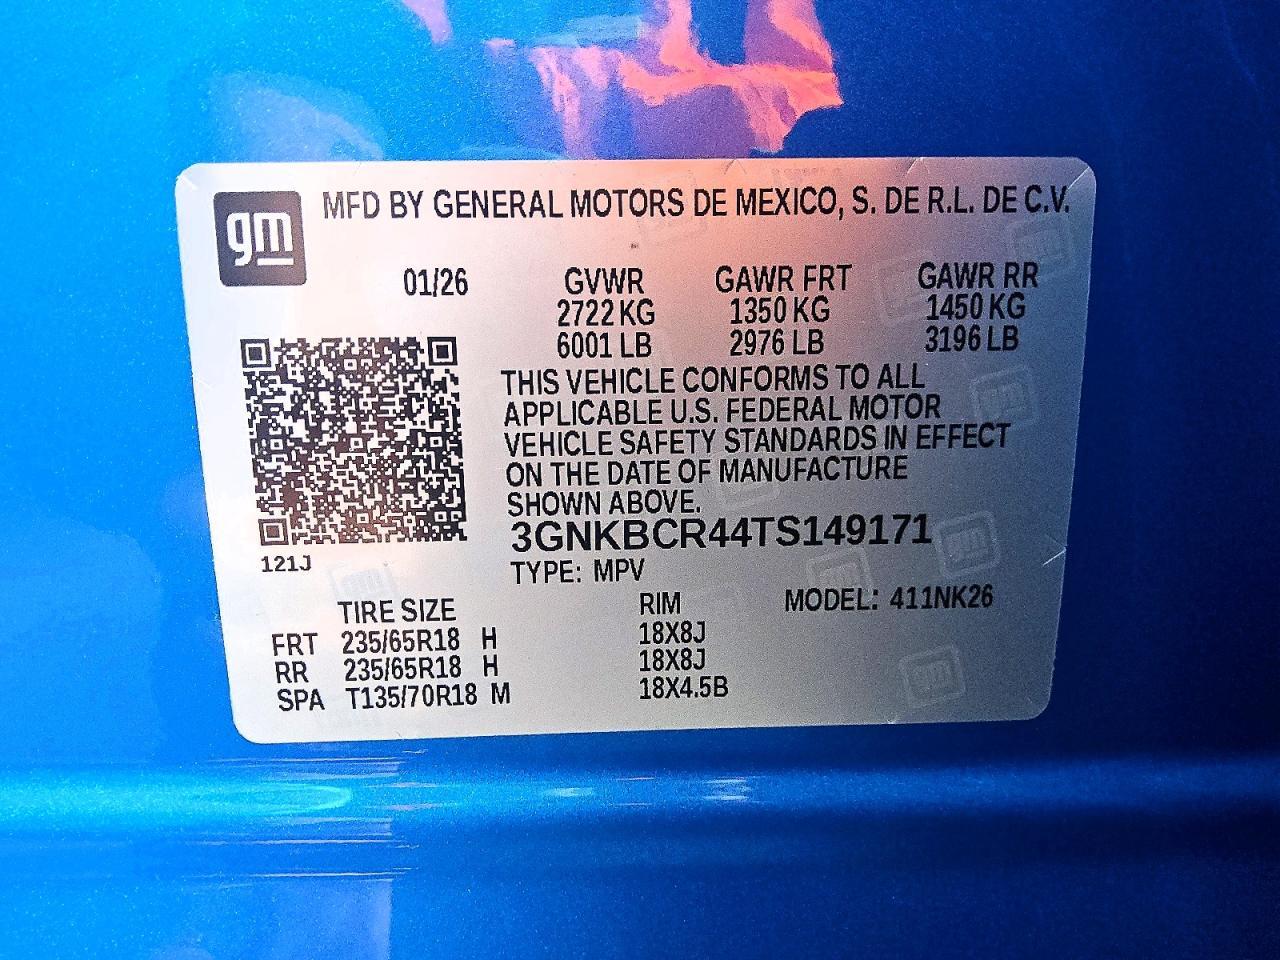 gm
MFD BY GENERAL MOTORS DE MEXICO, S. DE R.L. DE C.V.
01/26 GVWR GAWR FRT GAWR RR
2722 KG 1350 KG 1450 KG
6001 LB 2976 LB 3196 LB
THIS VEHICLE CONFORMS TO ALL
APPLICABLE U.S. FEDERAL MOTOR
VEHICLE SAFETY STANDARDS IN EFFECT
ON THE DATE OF MANUFACTURE
SHOWN ABOVE.
3GNKBCR44TS149171
121J
TYPE: MPV
TIRE SIZE RIM MODEL: 411NK26
FRT 235/65R18 H 18X8J
RR 235/65R18 H 18X8J
SPA T135/70R18 M 18X4.5B